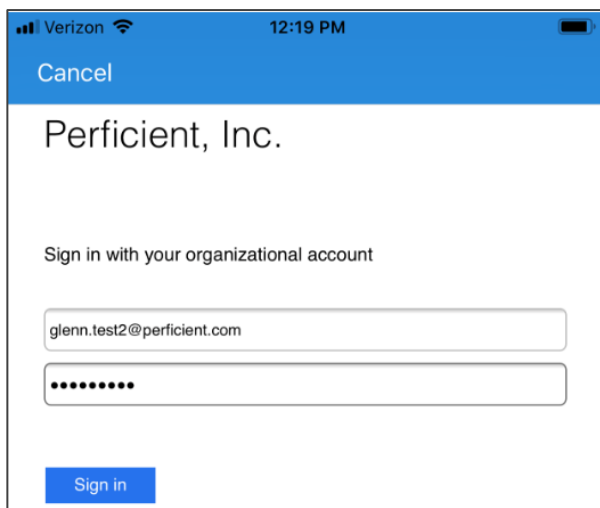 Verizon 12:19 PM
Cancel
Perficient, Inc.
Sign in with your organizational account
glenn.test2@perficient.com
•••••••••
Sign in